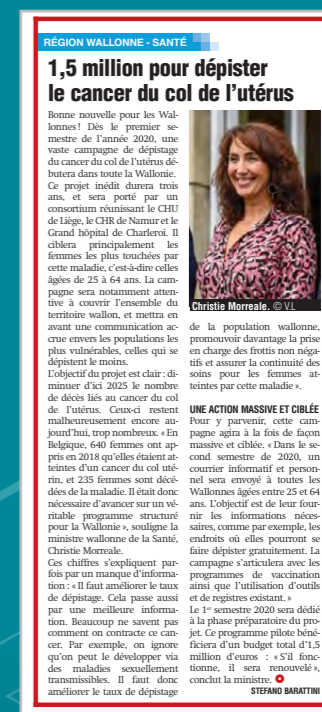 RÉGION WALLONNE - SANTÉ
1,5 million pour dépister
le cancer du col de l'utérus
Bonne nouvelle pour les Wal-
lonnes! Dès le premier se-
mestre de l'année 2020, une
vaste campagne de dépistage
du cancer du col de l'utérus dé-
butera dans toute la Wallonie.
Ce projet inédit durera trois
ans, et sera porté par un
consortium réunissant le CHU
de Liège, le CHR de Namur et le
Grand hôpital de Charleroi. Il
ciblera principalement les
femmes les plus touchées par
cette maladie, c'est-à-dire celles
âgées de 25 à 64 ans. La cam-
pagne sera notamment atten-
tive à couvrir l'ensemble du
territoire wallon, et mettra en
avant une communication ac-
crue envers les populations les
plus vulnérables, celles qui se
dépistent le moins.
L'objectif du projet est clair : di-
minuer d'ici 2025 le nombre
de décès liés au cancer du col
de l'utérus. Ceux-ci restent
malheureusement encore au-
jourd'hui, trop nombreux. « En
Belgique, 640 femmes ont ap-
pris en 2018 qu'elles étaient at-
teintes d'un cancer du col uté-
rin, et 235 femmes sont décé-
dées de la maladie. Il était donc
nécessaire d'avancer sur un vé-
ritable programme structuré
pour la Wallonie », souligne la
ministre wallonne de la Santé,
Christie Morreale.
Ces chiffres s'expliquent par-
fois par un manque d'informa-
tion : « Il faut améliorer le taux
de dépistage. Cela passe aussi
par une meilleure informa-
tion. Beaucoup ne savent pas
comment on contracte ce can-
cer. Par exemple, on ignore
qu'on peut le développer via
des maladies sexuellement
transmissibles. Il faut donc
améliorer le taux de dépistage
Christie Morreale. © V.L
de la population wallonne,
promouvoir davantage la prise
en charge des frottis non néga-
tifs et assurer la continuité des
soins pour les femmes at-
teintes par cette maladie ».
UNE ACTION MASSIVE ET CIBLÉE
Pour y parvenir, cette cam-
pagne agira à la fois de façon
massive et ciblée. « Dans le se-
cond semestre de 2020, un
courrier informatif et person-
nel sera envoyé à toutes les
Wallonnes âgées entre 25 et 64
ans. L'objectif est de leur four-
nir les informations néces-
saires, comme par exemple, les
endroits où elles pourront se
faire dépister gratuitement. La
campagne s'articulera avec les
programmes de vaccination
ainsi que l'utilisation d'outils
et de registres existant. »
Le 1er semestre 2020 sera dédié
à la phase préparatoire du pro-
jet. Ce programme pilote béné-
ficiera d'un budget total d'1,5
million d'euros : « S'il fonc-
tionne, il sera renouvelé »,
conclut la ministre.
STEFANO BARATTINI